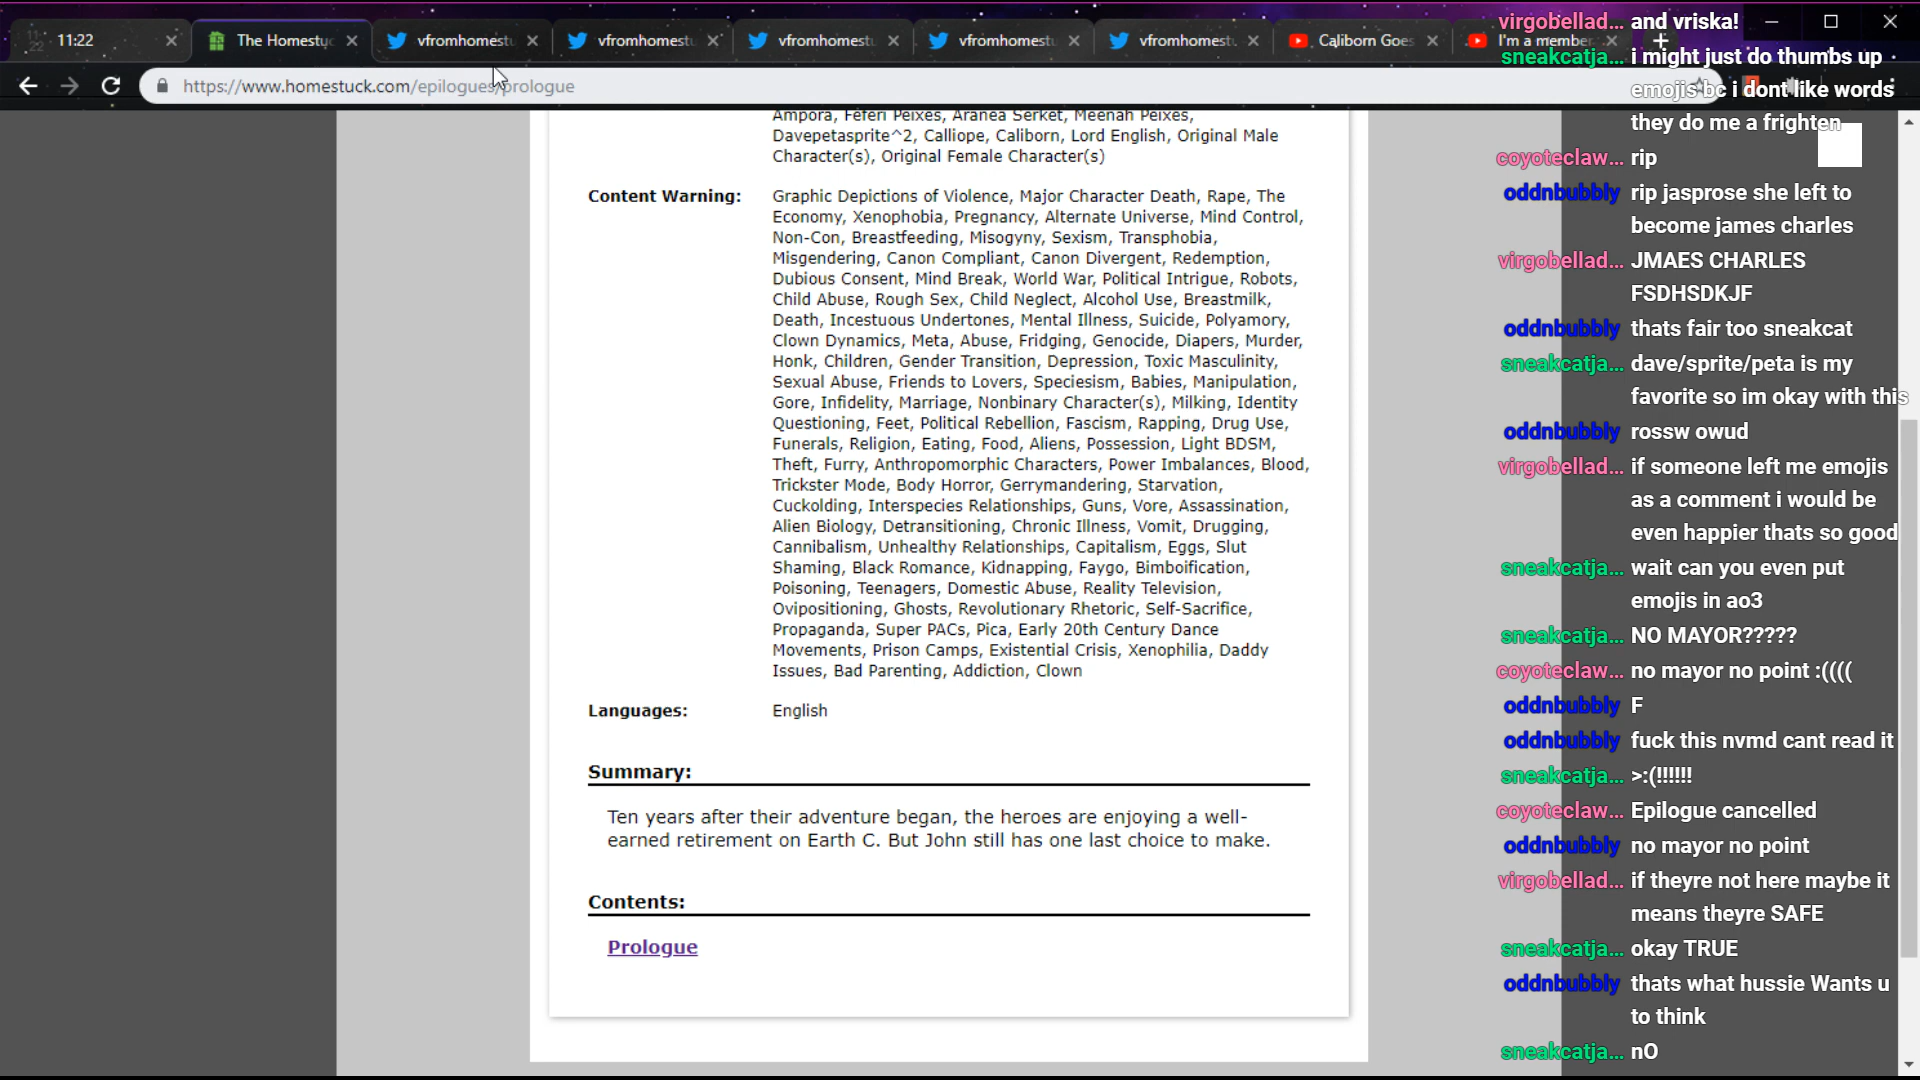 11:22
The Homestuc
vfromhomestu
vfromhomestu
vfromhomestu
vfromhomestu
vfromhomestu
Caliborn Goes
I'm a membe
https://www.homestuck.com/epilogues/prologue
Ampora, Feferi Peixes, Aranea Serket, Meenah Peixes,
Davepetasprite^2, Calliope, Caliborn, Lord English, Original Male
Character(s), Original Female Character(s)
Content Warning:
Graphic Depictions of Violence, Major Character Death, Rape, The
Economy, Xenophobia, Pregnancy, Alternate Universe, Mind Control,
Non-Con, Breastfeeding, Misogyny, Sexism, Transphobia,
Misgendering, Canon Compliant, Canon Divergent, Redemption,
Dubious Consent, Mind Break, World War, Political Intrigue, Robots,
Child Abuse, Rough Sex, Child Neglect, Alcohol Use, Breastmilk,
Death, Incestuous Undertones, Mental Illness, Suicide, Polyamory,
Clown Dynamics, Meta, Abuse, Fridging, Genocide, Diapers, Murder,
Honk, Children, Gender Transition, Depression, Toxic Masculinity,
Sexual Abuse, Friends to Lovers, Speciesism, Babies, Manipulation,
Gore, Infidelity, Marriage, Nonbinary Character(s), Milking, Identity
Questioning, Feet, Political Rebellion, Fascism, Rapping, Drug Use,
Funerals, Religion, Eating, Food, Aliens, Possession, Light BDSM,
Theft, Furry, Anthropomorphic Characters, Power Imbalances, Blood,
Trickster Mode, Body Horror, Gerrymandering, Starvation,
Cuckolding, Interspecies Relationships, Guns, Vore, Assassination,
Alien Biology, Detransitioning, Chronic Illness, Vomit, Drugging,
Cannibalism, Unhealthy Relationships, Capitalism, Eggs, Slut
Shaming, Black Romance, Kidnapping, Faygo, Bimboification,
Poisoning, Teenagers, Domestic Abuse, Reality Television,
Ovipositioning, Ghosts, Revolutionary Rhetoric, Self-Sacrifice,
Propaganda, Super PACs, Pica, Early 20th Century Dance
Movements, Prison Camps, Existential Crisis, Xenophilia, Daddy
Issues, Bad Parenting, Addiction, Clown
Languages: English
Summary:
Ten years after their adventure began, the heroes are enjoying a well-
earned retirement on Earth C. But John still has one last choice to make.
Contents:
Prologue
virgobellad... and vriska!
sneakcatja... i might just do thumbs up
emojis bc i dont like words
they do me a frighten
coyoteclaw... rip
oddnbubbly rip jasprose she left to
become james charles
virgobellad... JMAES CHARLES
FSDHSDKJF
oddnbubbly thats fair too sneakcat
sneakcatja... dave/sprite/peta is my
favorite so im okay with this
oddnbubbly rossw owud
virgobellad... if someone left me emojis
as a comment i would be
even happier thats so good
sneakcatja... wait can you even put
emojis in ao3
sneakcatja... NO MAYOR?????
coyoteclaw... no mayor no point :((((
oddnbubbly F
oddnbubbly fuck this nvmd cant read it
sneakcatja... >:(!!!!!!
coyoteclaw... Epilogue cancelled
oddnbubbly no mayor no point
virgobellad... if theyre not here maybe it
means theyre SAFE
sneakcatja... okay TRUE
oddnbubbly thats what hussie Wants u
to think
sneakcatja... nO